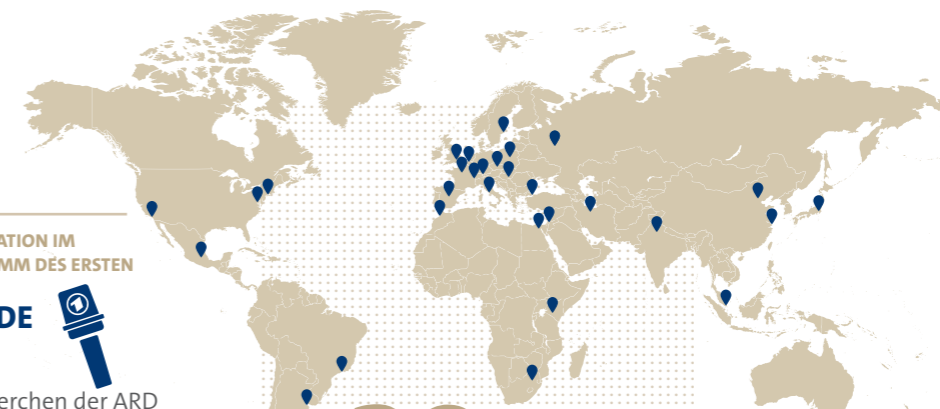 ATION IM
MM DES ERSTEN
DE
erchen der ARD